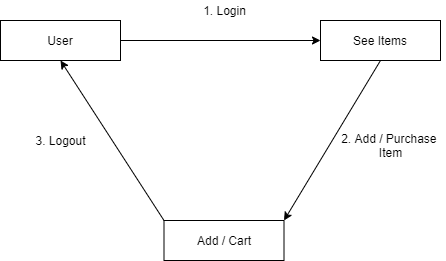 1. Login
User
See Items
3. Logout
2. Add / Purchase
Item
Add / Cart